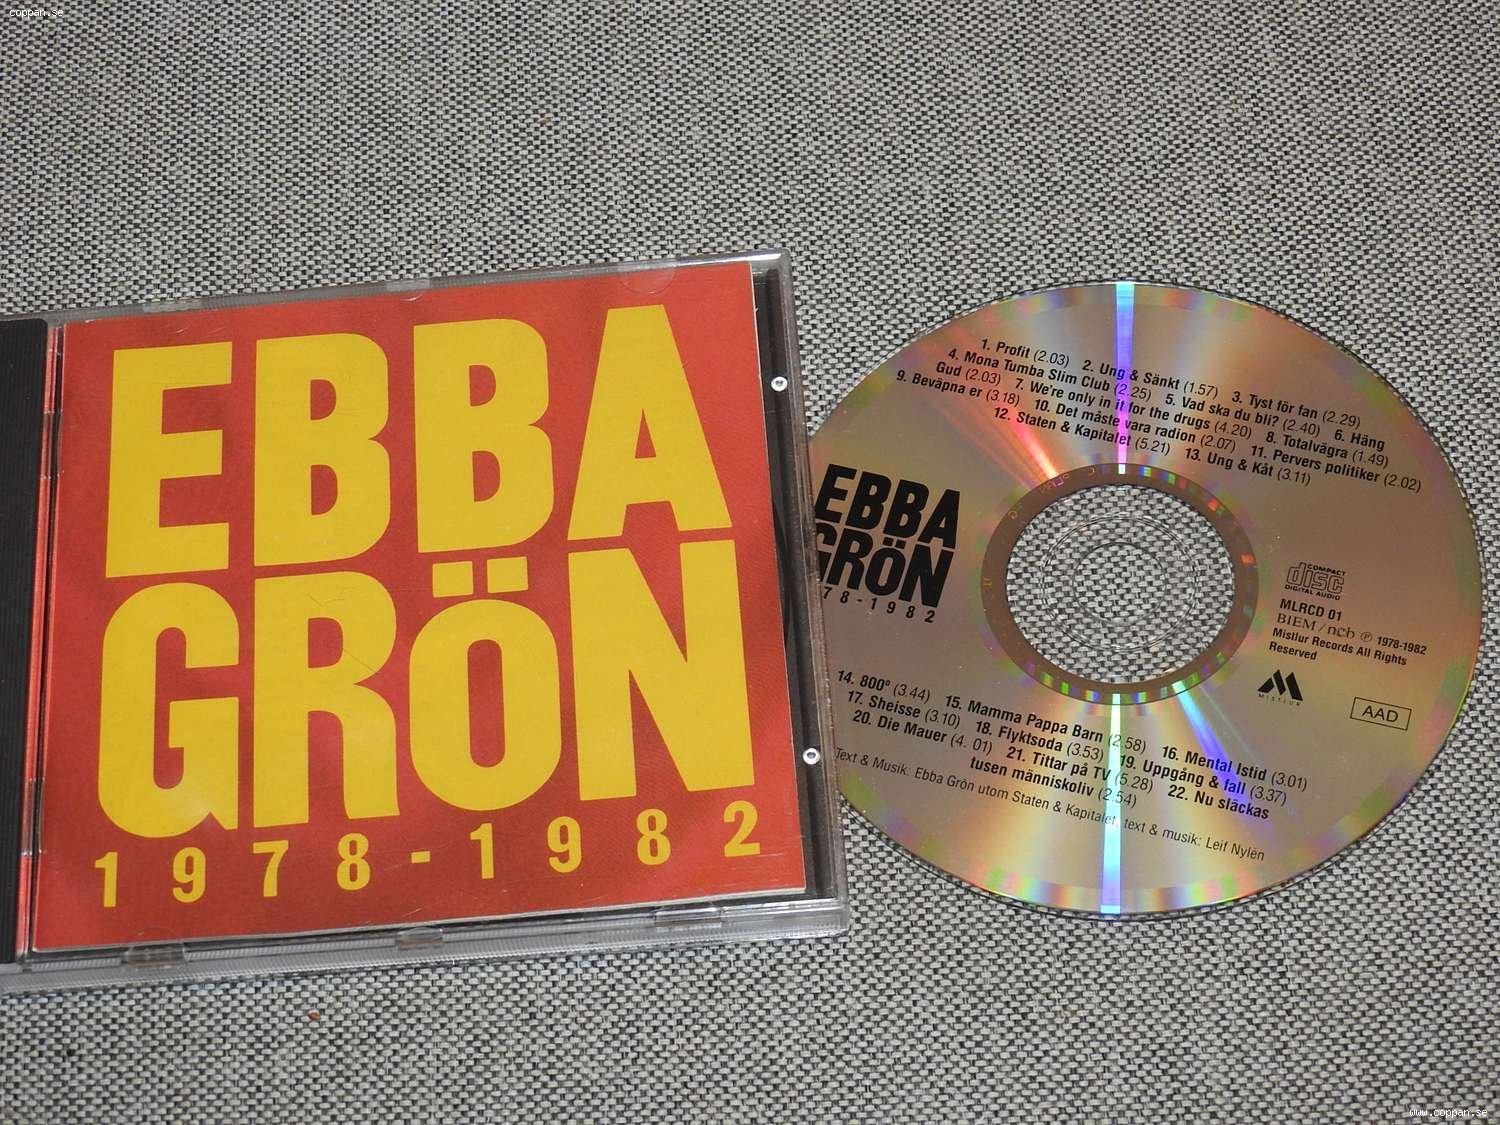 coppan.se
EBBA
GRÖN
1978-1982
1. Profit (2.03) 2. Ung & Sänkt (1.57) 3. Tyst för fan (2.29)
4. Mona Tumba Slim Club (2.25) 5. Vad ska du bli? (2.40) 6. Häng
Gud (2.03) 7. We're only in it for the drugs (4.20) 8. Totalvägra (1.49)
9. Beväpna er (3.18) 10. Det måste vara radion (2.07) 11. Pervers politiker (2.02)
12. Staten & Kapitalet (5.21) 13. Ung & Kåt (3.11)
EBBA
GRÖN
78-1982
COMPACT
disc
DIGITAL AUDIO
MLRCD 01
BIEM/ncb ℗ 1978-1982
Mistlur Records All Rights
Reserved
MISTLUR
AAD
14. 800° (3.44) 15. Mamma Pappa Barn (2.58) 16. Mental Istid (3.01)
17. Sheisse (3.10) 18. Flyktsoda (3.53) 19. Uppgång & fall (3.37)
20. Die Mauer (4. 01) 21. Tittar på TV (5.28) 22. Nu släckas
tusen människoliv (2.54)
Text & Musik: Ebba Grön utom Staten & Kapitalet, text & musik: Leif Nylén
www.coppan.se